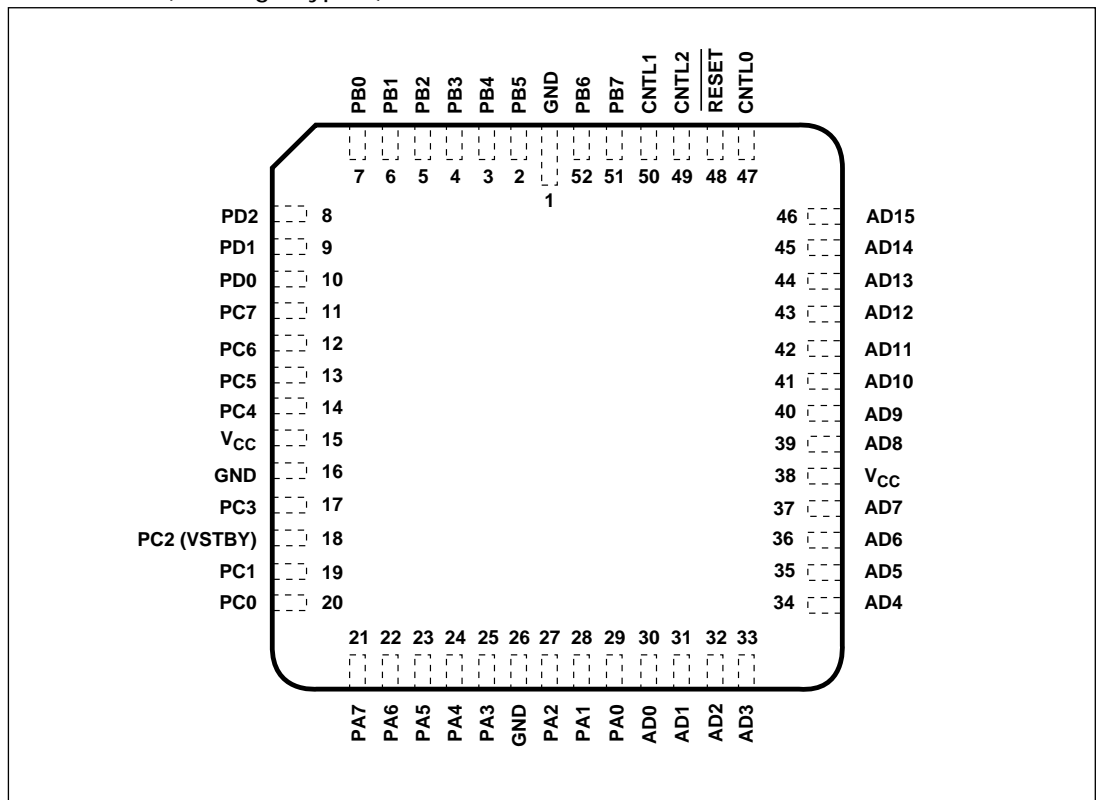 PB0
PB1
PB2
PB3
PB4
PB5
GND
PB6
PB7
CNTL1
CNTL2
RESET
CNTL0
7
6
5
4
3
2
1
52
51
50
49
48
47
PD2 8
PD1 9
PD0 10
PC7 11
PC6 12
PC5 13
PC4 14
VCC 15
GND 16
PC3 17
PC2 (VSTBY) 18
PC1 19
PC0 20
46 AD15
45 AD14
44 AD13
43 AD12
42 AD11
41 AD10
40 AD9
39 AD8
38 VCC
37 AD7
36 AD6
35 AD5
34 AD4
21
22
23
24
25
26
27
28
29
30
31
32
33
PA7
PA6
PA5
PA4
PA3
GND
PA2
PA1
PA0
AD0
AD1
AD2
AD3